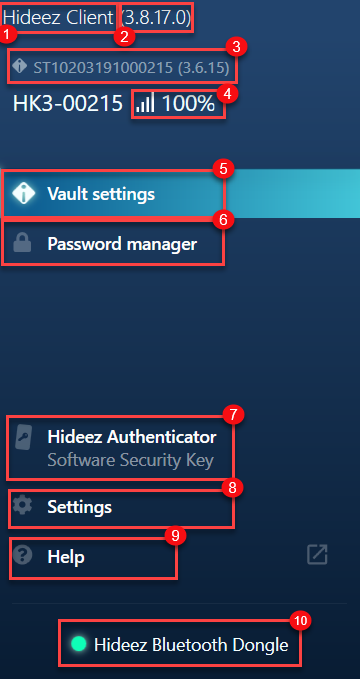 Hideez Client (3.8.17.0)
1 2
3
ST10203191000215 (3.6.15)
HK3-00215 100% 4
5
Vault settings
6
Password manager
7
Hideez Authenticator
Software Security Key
8
Settings
9
Help
10
Hideez Bluetooth Dongle